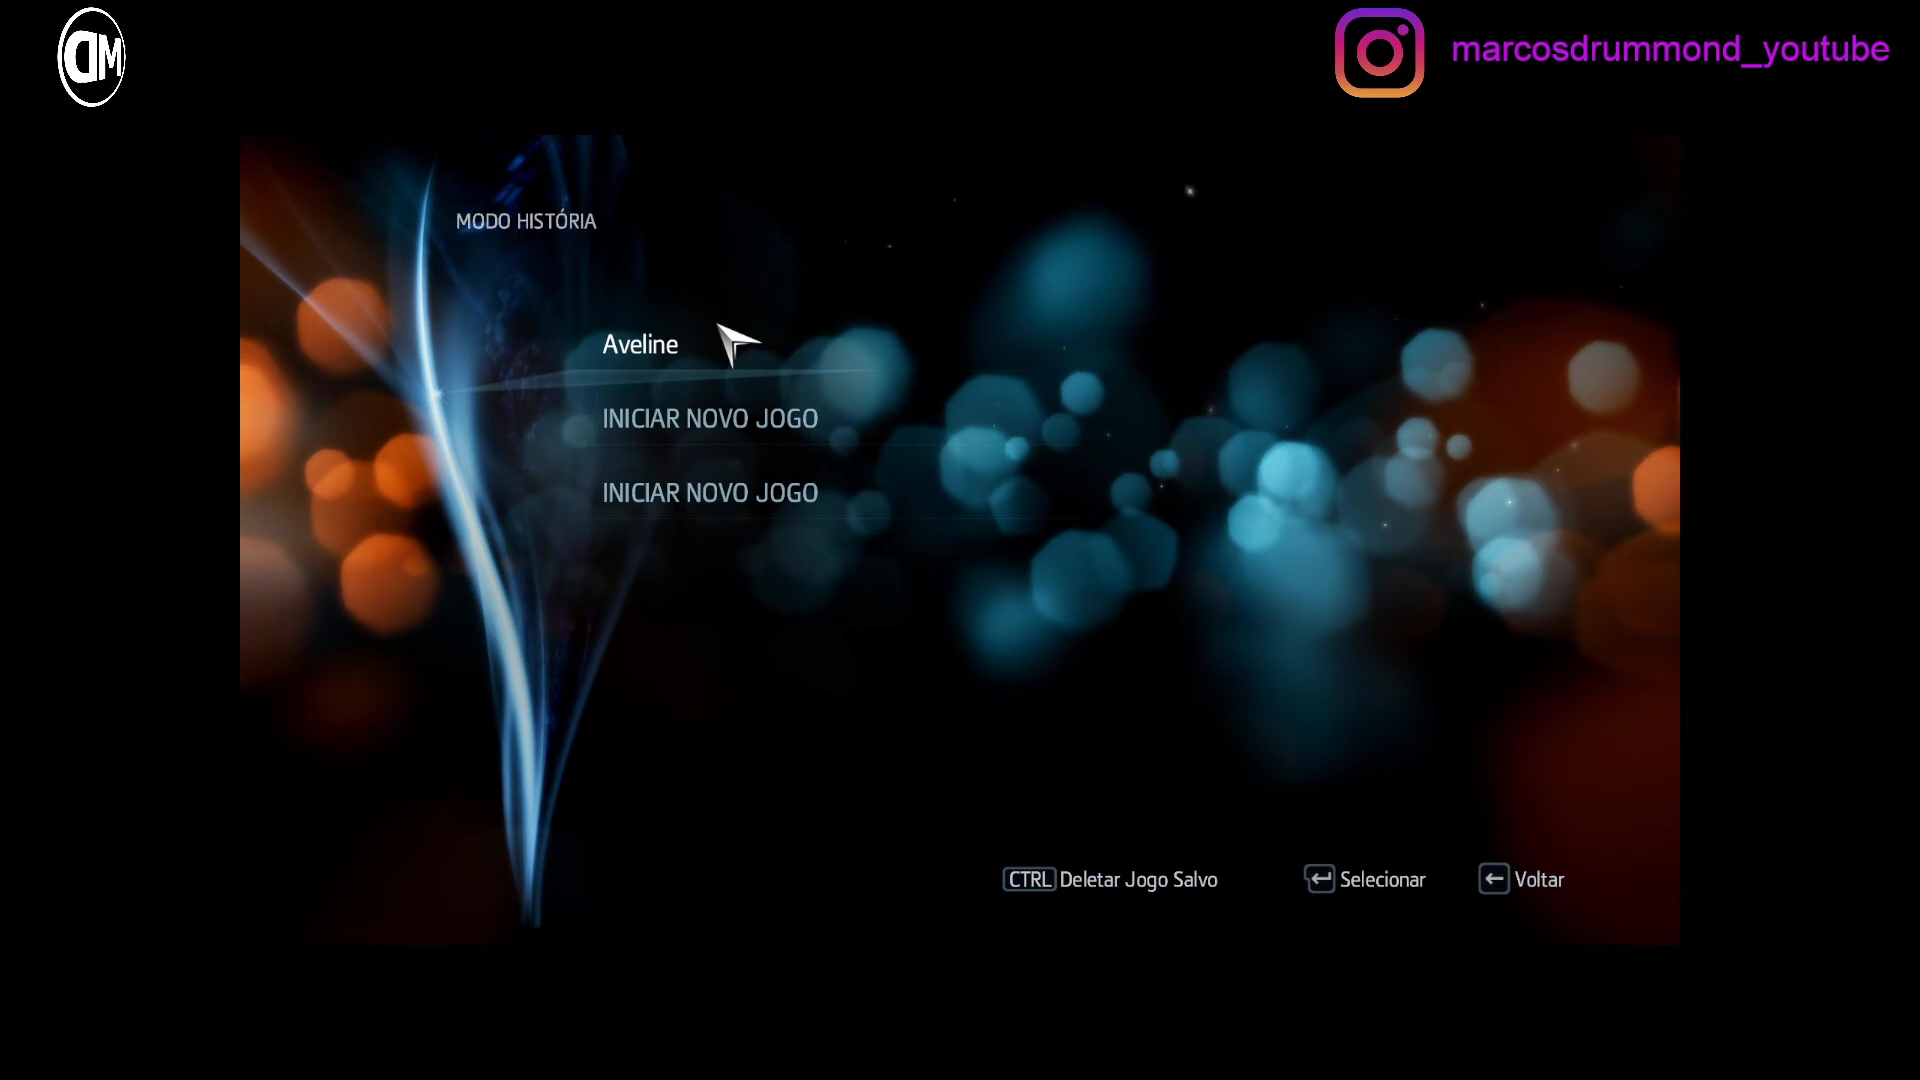 DM
marcosdrummond_youtube
MODO HISTÓRIA
Aveline
INICIAR NOVO JOGO
INICIAR NOVO JOGO
CTRL Deletar Jogo Salvo Selecionar Voltar